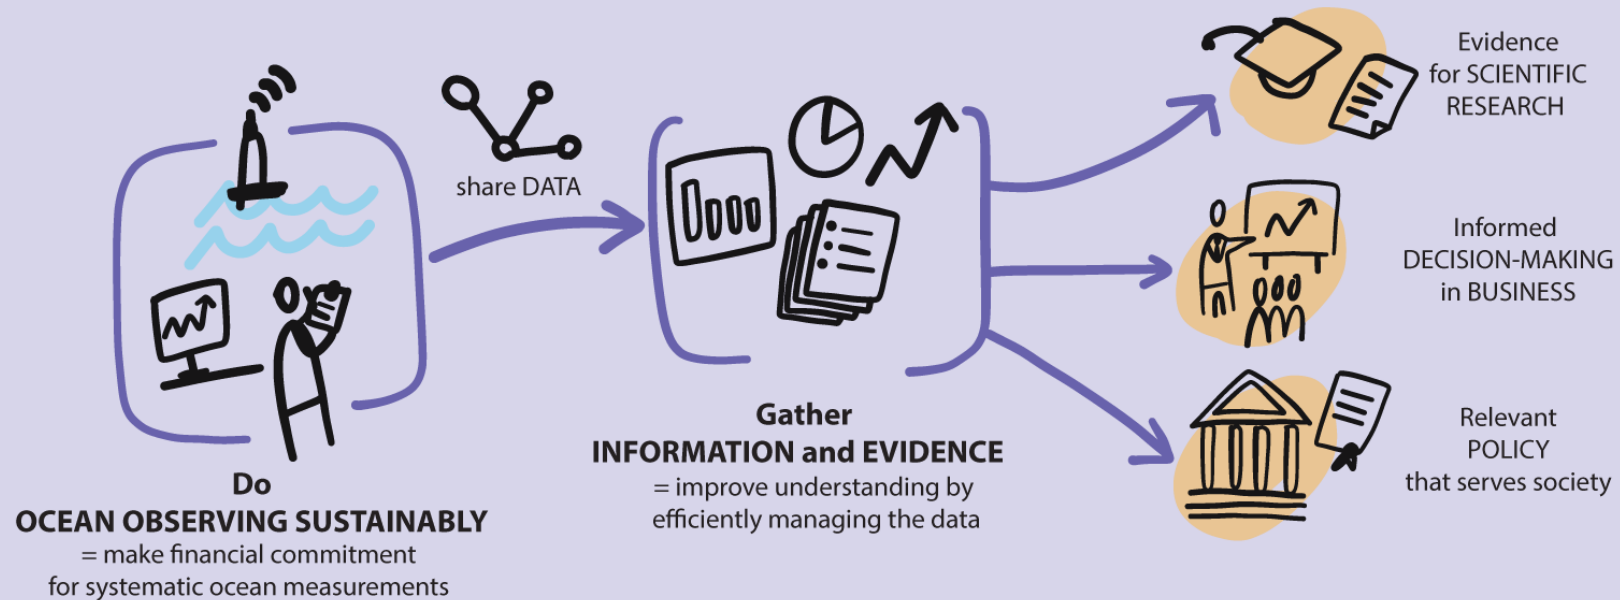 Do
OCEAN OBSERVING SUSTAINABLY
= make financial commitment
for systematic ocean measurements
share DATA
Gather
INFORMATION and EVIDENCE
= improve understanding by
efficiently managing the data
Evidence
for SCIENTIFIC
RESEARCH
Informed
DECISION-MAKING
in BUSINESS
Relevant
POLICY
that serves society